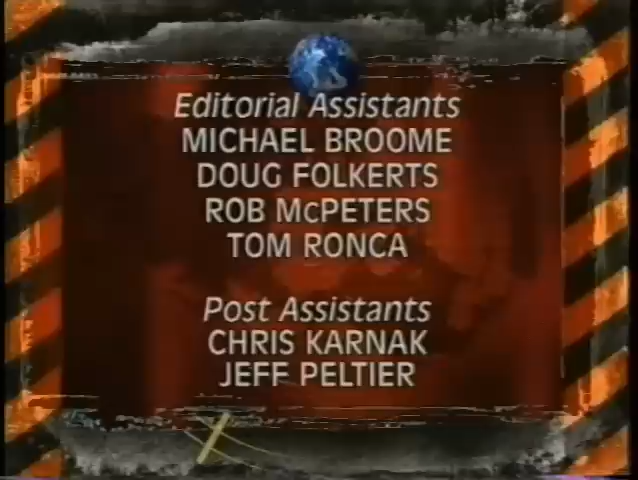 Editorial Assistants
MICHAEL BROOME
DOUG FOLKERTS
ROB McPETERS
TOM RONCA
Post Assistants
CHRIS KARNAK
JEFF PELTIER